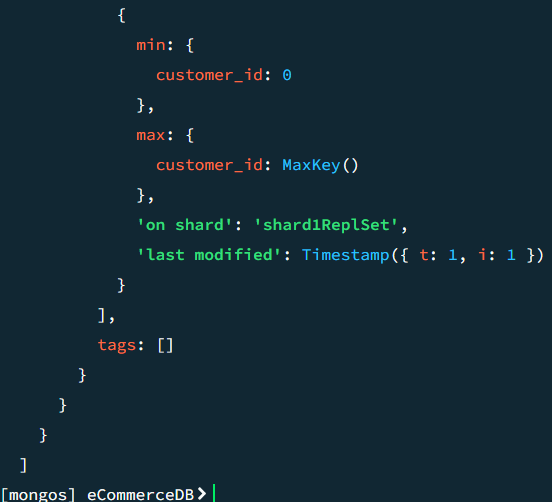 {
min: {
customer_id: 0
},
max: {
customer_id: MaxKey()
},
'on shard': 'shard1ReplSet',
'last modified': Timestamp({ t: 1, i: 1 })
}
],
tags: []
}
}
}
]
[mongos] eCommerceDB>